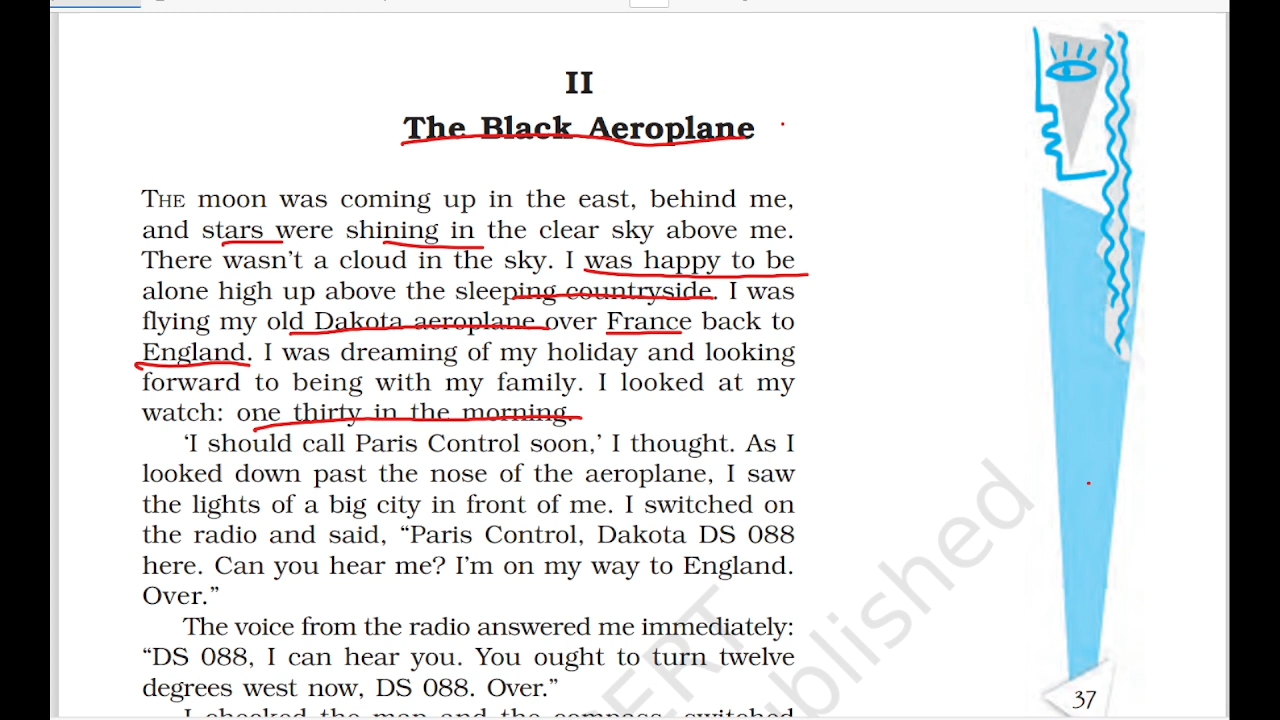 II
The Black Aeroplane
THE moon was coming up in the east, behind me,
and stars were shining in the clear sky above me.
There wasn't a cloud in the sky. I was happy to be
alone high up above the sleeping countryside. I was
flying my old Dakota aeroplane over France back to
England. I was dreaming of my holiday and looking
forward to being with my family. I looked at my
watch: one thirty in the morning.
‘I should call Paris Control soon,’ I thought. As I
looked down past the nose of the aeroplane, I saw
the lights of a big city in front of me. I switched on
the radio and said, “Paris Control, Dakota DS 088
here. Can you hear me? I'm on my way to England.
Over.”
The voice from the radio answered me immediately:
“DS 088, I can hear you. You ought to turn twelve
degrees west now, DS 088. Over.”
I checked the map and the compass, switched
37